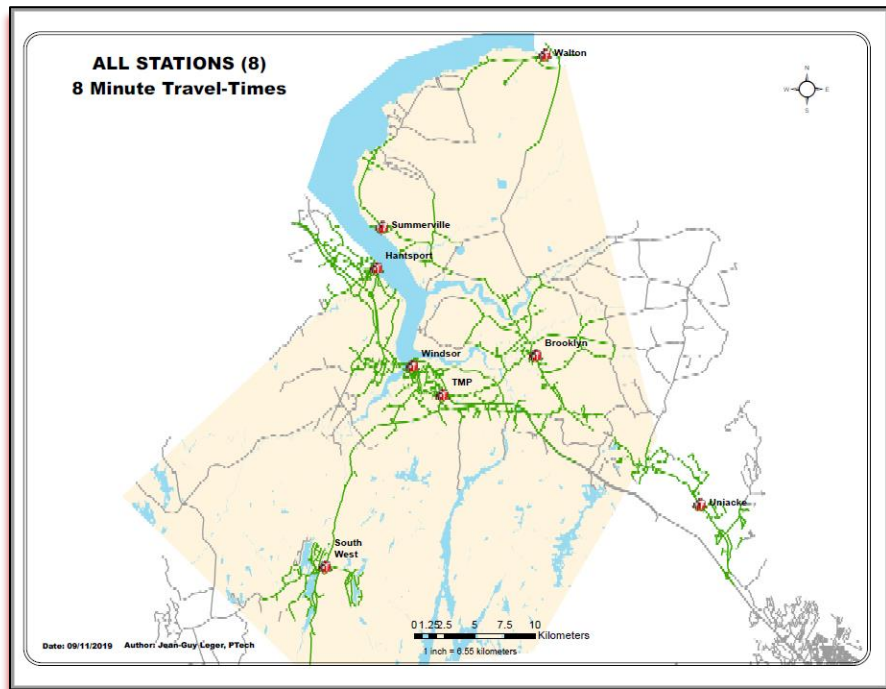 ALL STATIONS (8)
8 Minute Travel-Times
Walton
N
W E
S
Summerville
Hantsport
Brooklyn
Windsor
TMP
Uniacke
South
West
0 1.252.5 5 7.5 10
Kilometers
1 inch = 6.55 kilometers
Date: 09/11/2019 Author: Jean-Guy Leger, PTech